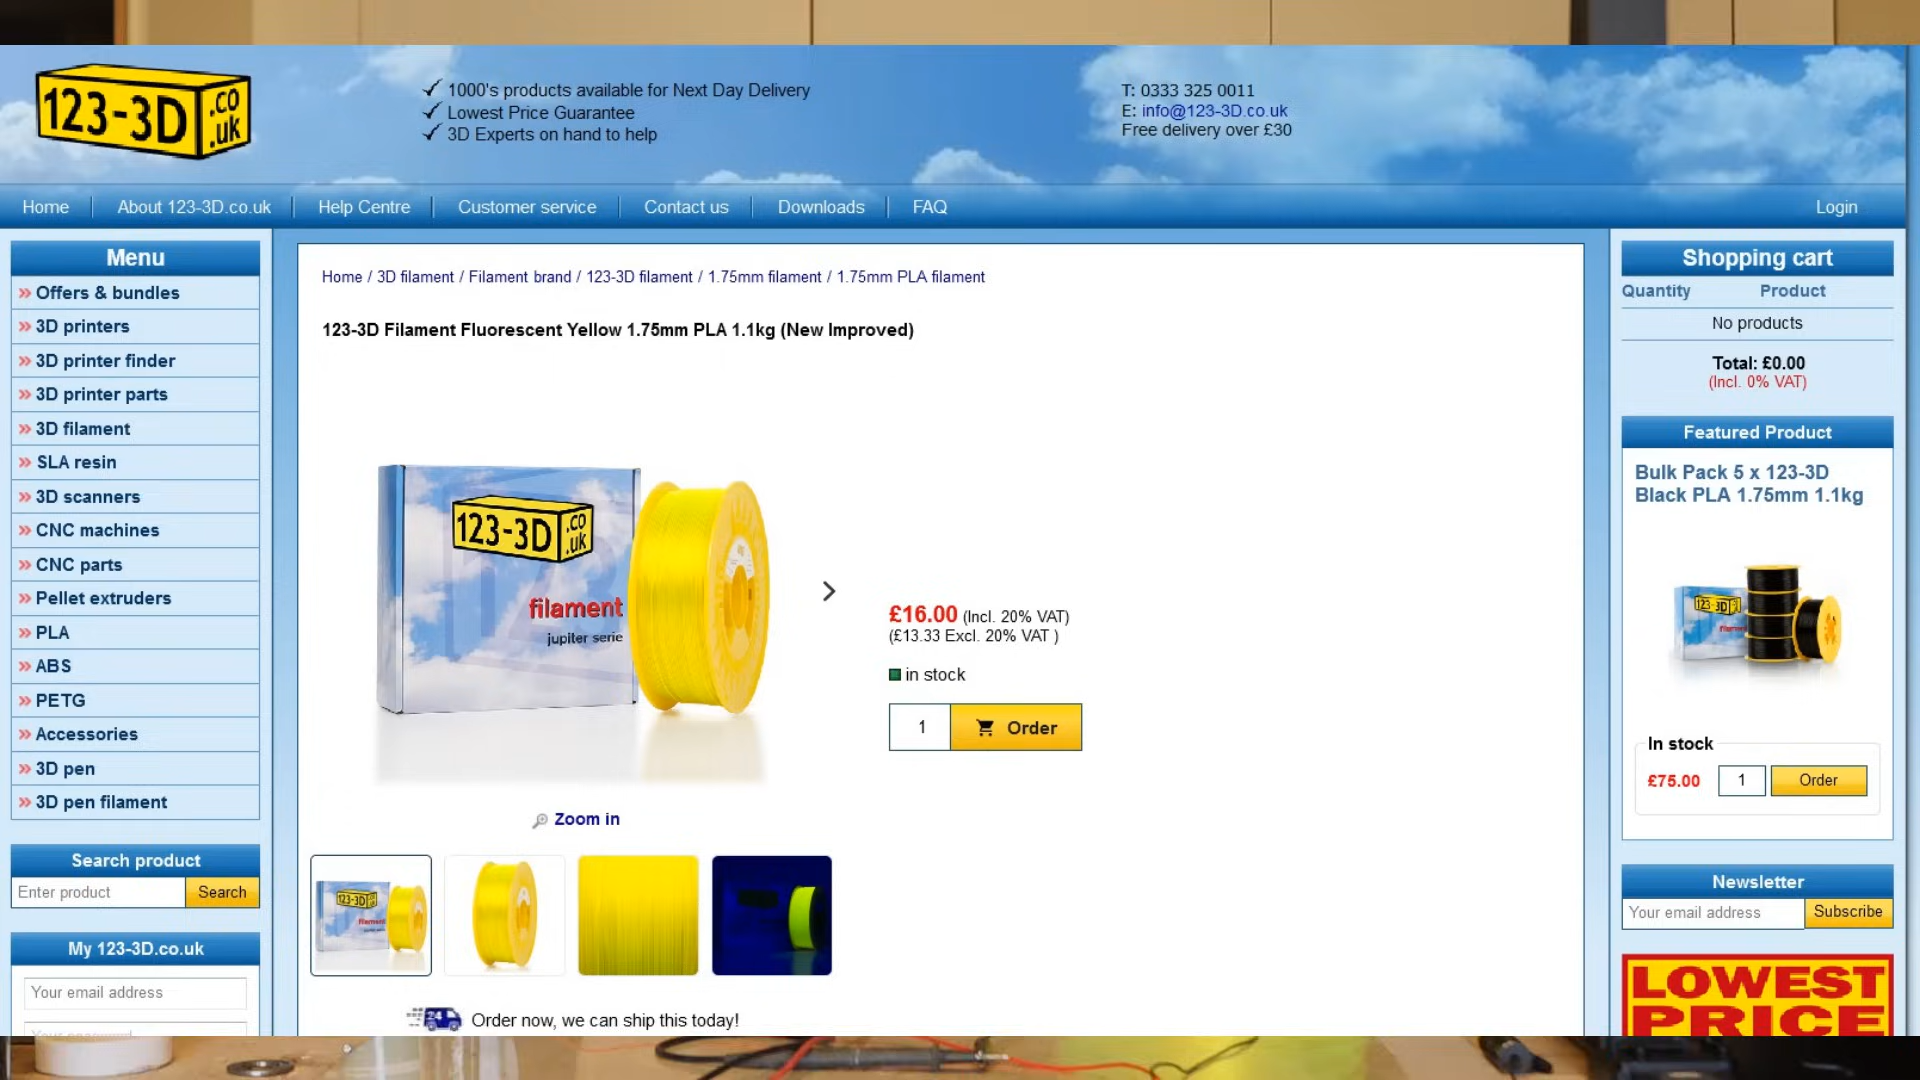 123-3D .co .uk
1000's products available for Next Day Delivery
Lowest Price Guarantee
3D Experts on hand to help
T: 0333 325 0011
E: info@123-3D.co.uk
Free delivery over £30
Home
About 123-3D.co.uk
Help Centre
Customer service
Contact us
Downloads
FAQ
Login
Menu
» Offers & bundles
» 3D printers
» 3D printer finder
» 3D printer parts
» 3D filament
» SLA resin
» 3D scanners
» CNC machines
» CNC parts
» Pellet extruders
» PLA
» ABS
» PETG
» Accessories
» 3D pen
» 3D pen filament
Search product
Enter product
Search
My 123-3D.co.uk
Your email address
Your password
Home / 3D filament / Filament brand / 123-3D filament / 1.75mm filament / 1.75mm PLA filament
123-3D Filament Fluorescent Yellow 1.75mm PLA 1.1kg (New Improved)
123-3D .co .uk
filament
jupiter serie
Zoom in
£16.00 (Incl. 20% VAT)
(£13.33 Excl. 20% VAT )
in stock
1
Order
123-3D
filament
24
Order now, we can ship this today!
Shopping cart
Quantity Product
No products
Total: £0.00
(Incl. 0% VAT)
Featured Product
Bulk Pack 5 x 123-3D
Black PLA 1.75mm 1.1kg
123-3D
In stock
£75.00
1
Order
Newsletter
Your email address
Subscribe
LOWEST
PRICE